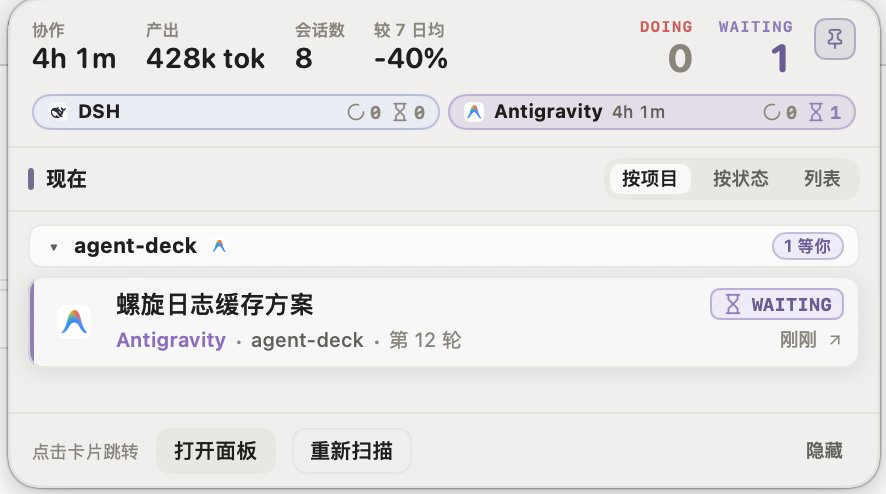 协作 产出 会话数 较 7 日均 DOING WAITING
4h 1m 428k tok 8 -40% 0 1
DSH 0 0 Antigravity 4h 1m 0 1
现在 按项目 按状态 列表
agent-deck 1 等你
螺旋日志缓存方案 WAITING
Antigravity · agent-deck · 第 12 轮 刚刚 ↗
点击卡片跳转 打开面板 重新扫描 隐藏